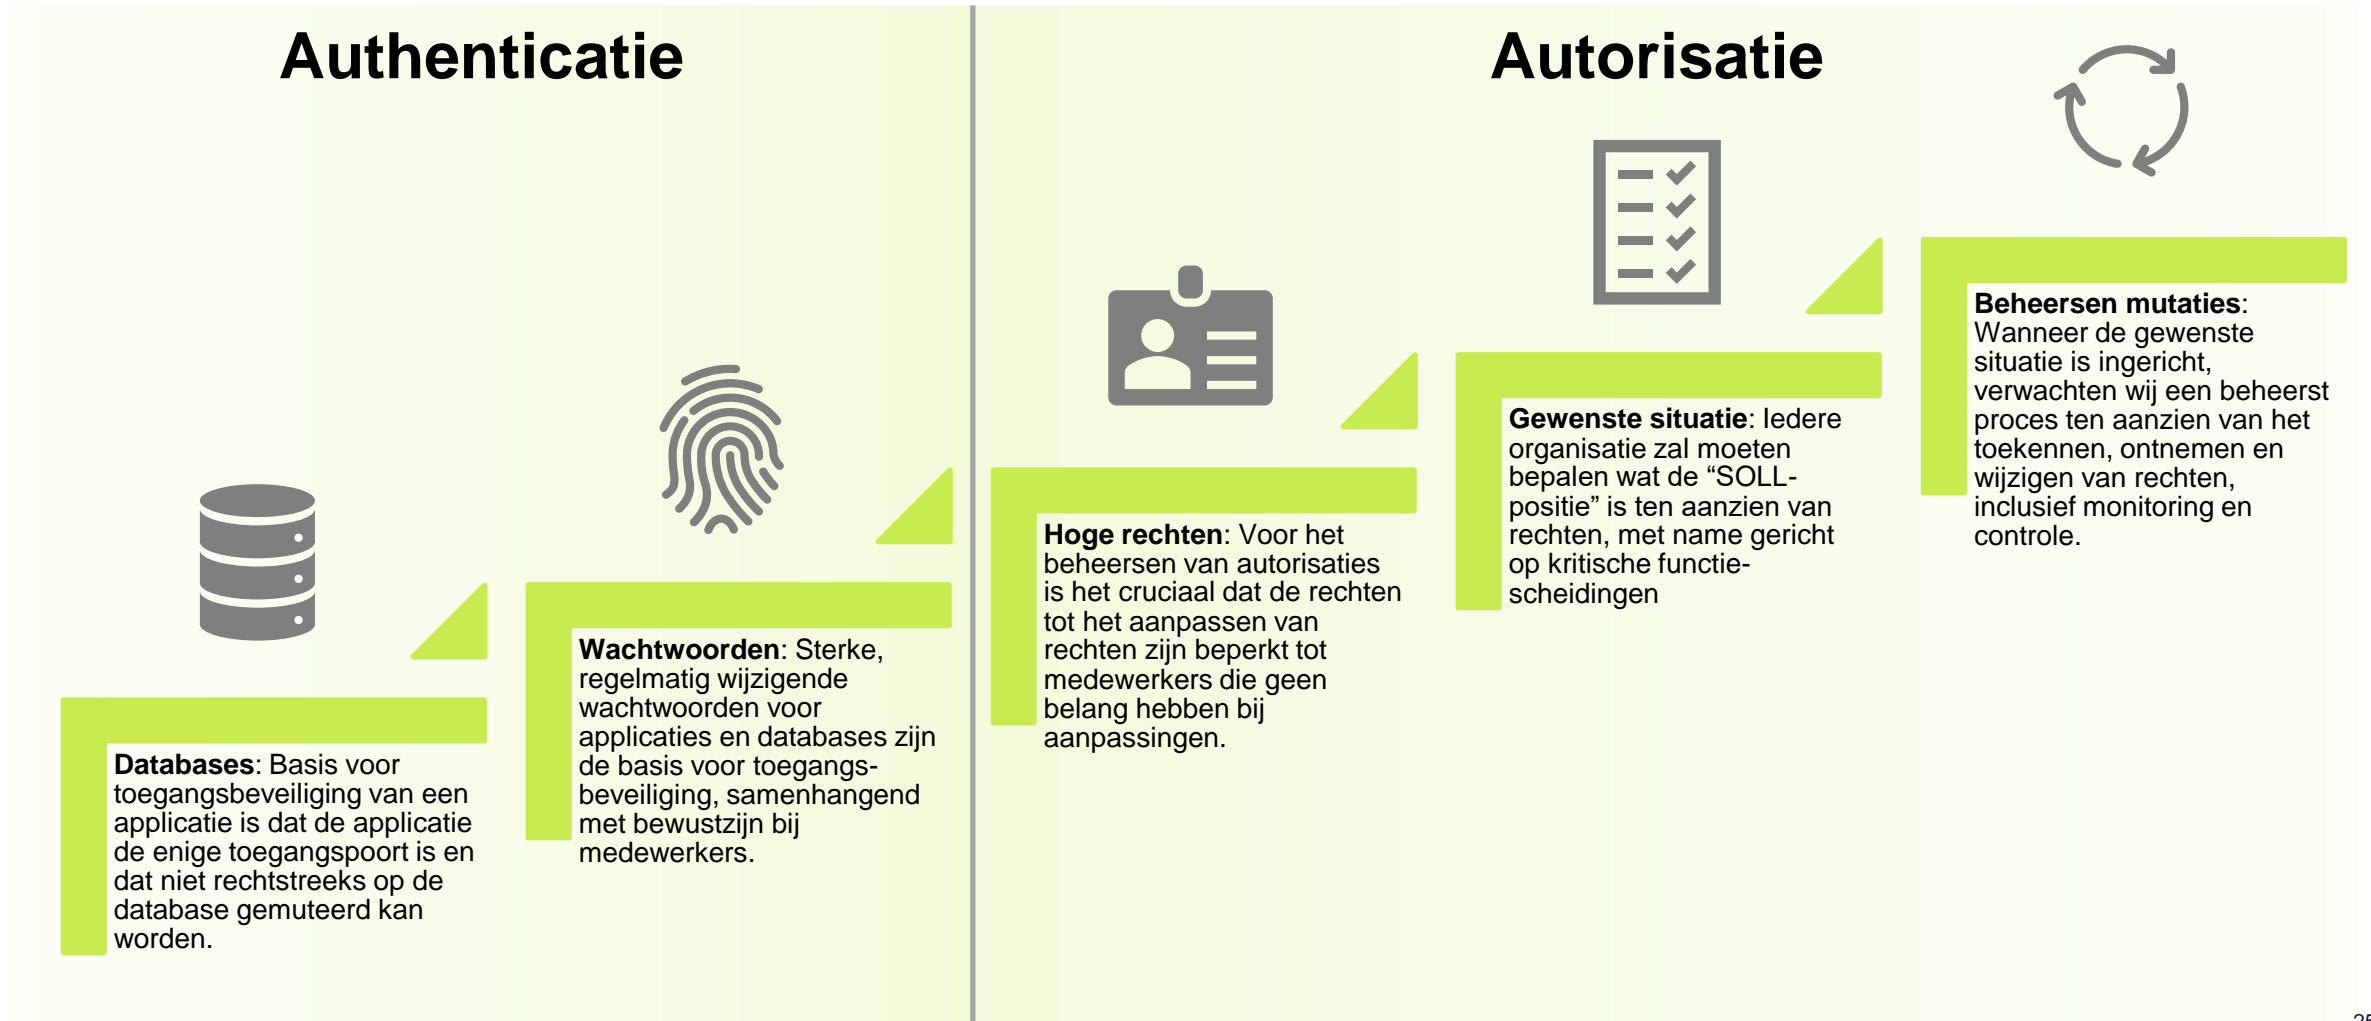 Authenticatie
Autorisatie
Databases: Basis voor
toegangsbeveiliging van een
applicatie is dat de applicatie
de enige toegangspoort is en
dat niet rechtstreeks op de
database gemuteerd kan
worden.
Wachtwoorden: Sterke,
regelmatig wijzigende
wachtwoorden voor
applicaties en databases zijn
de basis voor toegangs-
beveiliging, samenhangend
met bewustzijn bij
medewerkers.
Hoge rechten: Voor het
beheersen van autorisaties
is het cruciaal dat de rechten
tot het aanpassen van
rechten zijn beperkt tot
medewerkers die geen
belang hebben bij
aanpassingen.
Gewenste situatie: Iedere
organisatie zal moeten
bepalen wat de “SOLL-
positie” is ten aanzien van
rechten, met name gericht
op kritische functie-
scheidingen
Beheersen mutaties:
Wanneer de gewenste
situatie is ingericht,
verwachten wij een beheerst
proces ten aanzien van het
toekennen, ontnemen en
wijzigen van rechten,
inclusief monitoring en
controle.